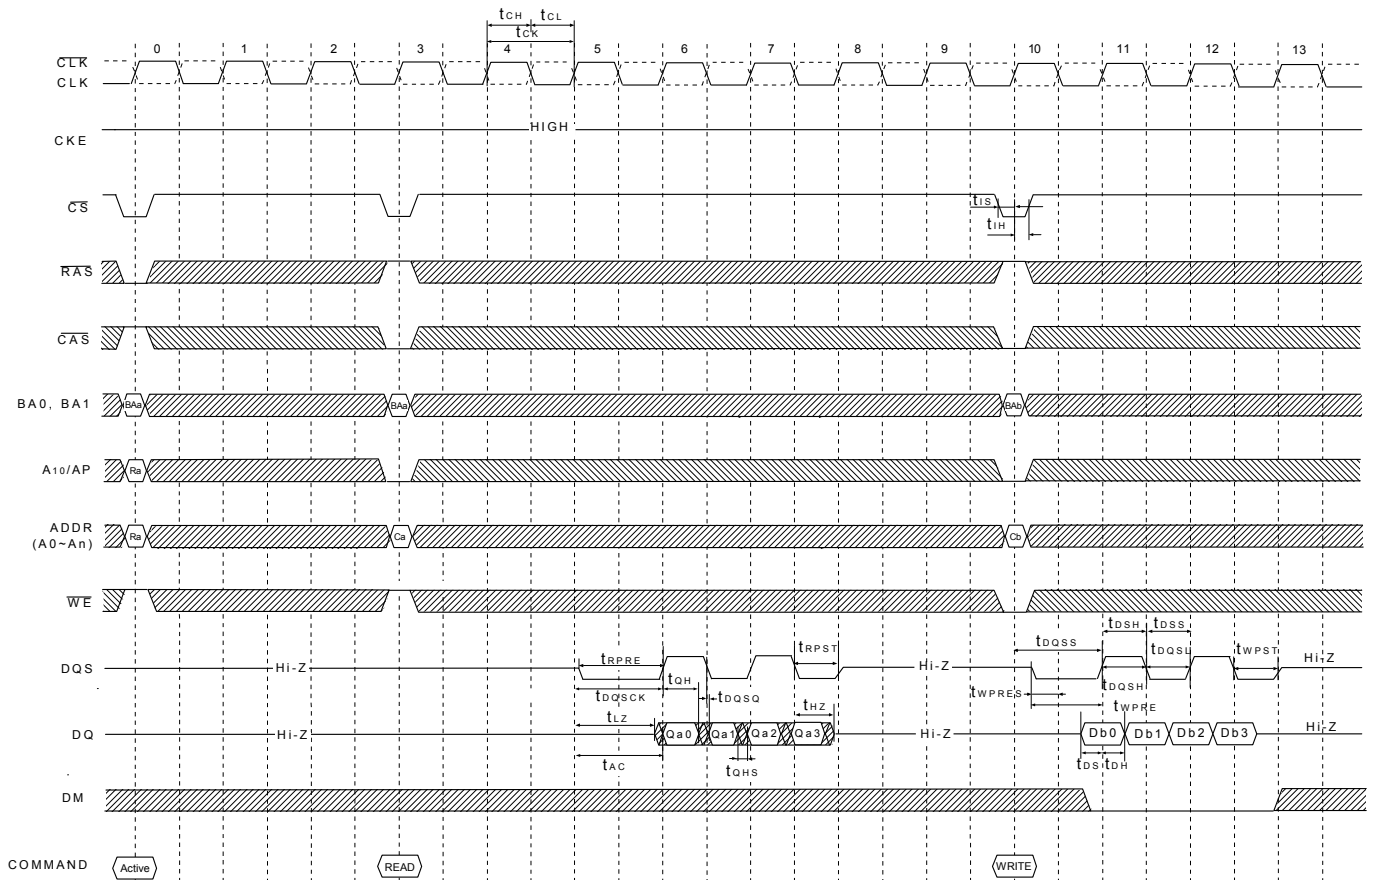 tCH tCL
tCK
0 1 2 3 4 5 6 7 8 9 10 11 12 13
CLK
CLK
HIGH
CKE
CS
tIS
tIH
RAS
CAS
BA0, BA1 BAa BAa BAb
A10/AP Ra
ADDR
(A0~An) Ra Ca Cb
WE
tDSH tDSS
tDQSS
tRPRE tRPST tDQSL tWPST
DQS Hi-Z Hi-Z Hi-Z
tQH
tDQSCK tDQSQ tWPRES tDQSH
tWPRE
tLZ tHZ
DQ Hi-Z Qa0 Qa1 Qa2 Qa3 Hi-Z Db0 Db1 Db2 Db3 Hi-Z
tAC tQHS tDS tDH
DM
COMMAND Active READ WRITE